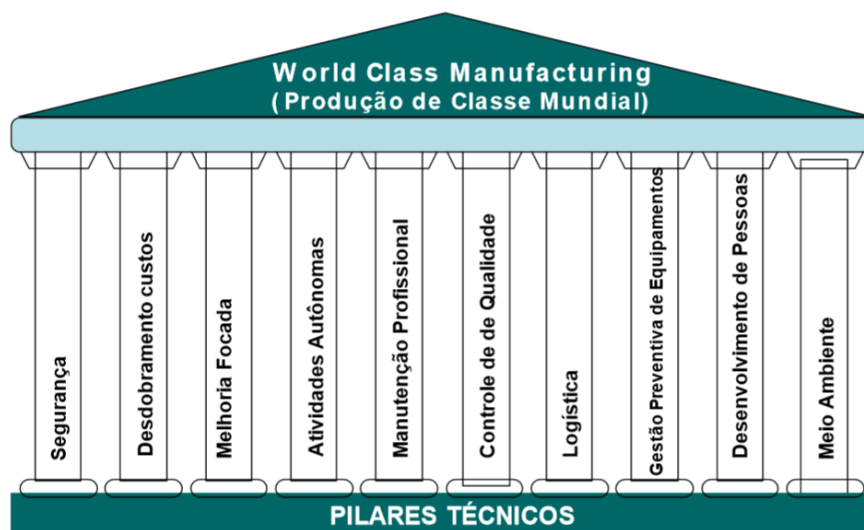 World Class Manufacturing
(Produção de Classe Mundial)
Segurança
Desdobramento custos
Melhoria Focada
Atividades Autônomas
Manutenção Profissional
Controle de de Qualidade
Logística
Gestão Preventiva de Equipamentos
Desenvolvimento de Pessoas
Meio Ambiente
PILARES TÉCNICOS